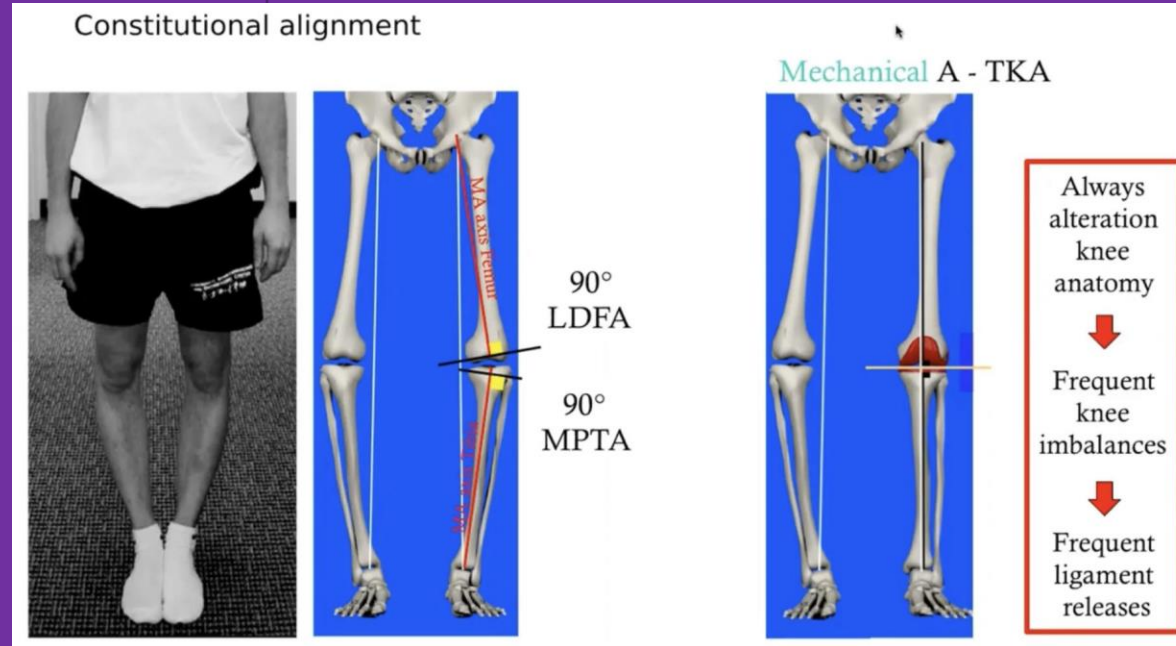 Constitutional alignment
Mechanical A - TKA
MA axis Femur
90°
LDFA
90°
MPTA
Always
alteration
knee
anatomy
Frequent
knee
imbalances
Frequent
ligament
releases